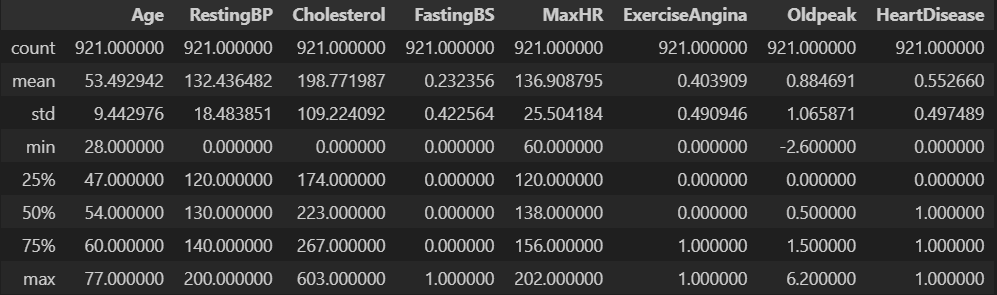 Age RestingBP Cholesterol FastingBS MaxHR ExerciseAngina Oldpeak HeartDisease
count 921.000000 921.000000 921.000000 921.000000 921.000000 921.000000 921.000000 921.000000
mean 53.492942 132.436482 198.771987 0.232356 136.908795 0.403909 0.884691 0.552660
std 9.442976 18.483851 109.224092 0.422564 25.504184 0.490946 1.065871 0.497489
min 28.000000 0.000000 0.000000 0.000000 60.000000 0.000000 -2.600000 0.000000
25% 47.000000 120.000000 174.000000 0.000000 120.000000 0.000000 0.000000 0.000000
50% 54.000000 130.000000 223.000000 0.000000 138.000000 0.000000 0.500000 1.000000
75% 60.000000 140.000000 267.000000 0.000000 156.000000 1.000000 1.500000 1.000000
max 77.000000 200.000000 603.000000 1.000000 202.000000 1.000000 6.200000 1.000000